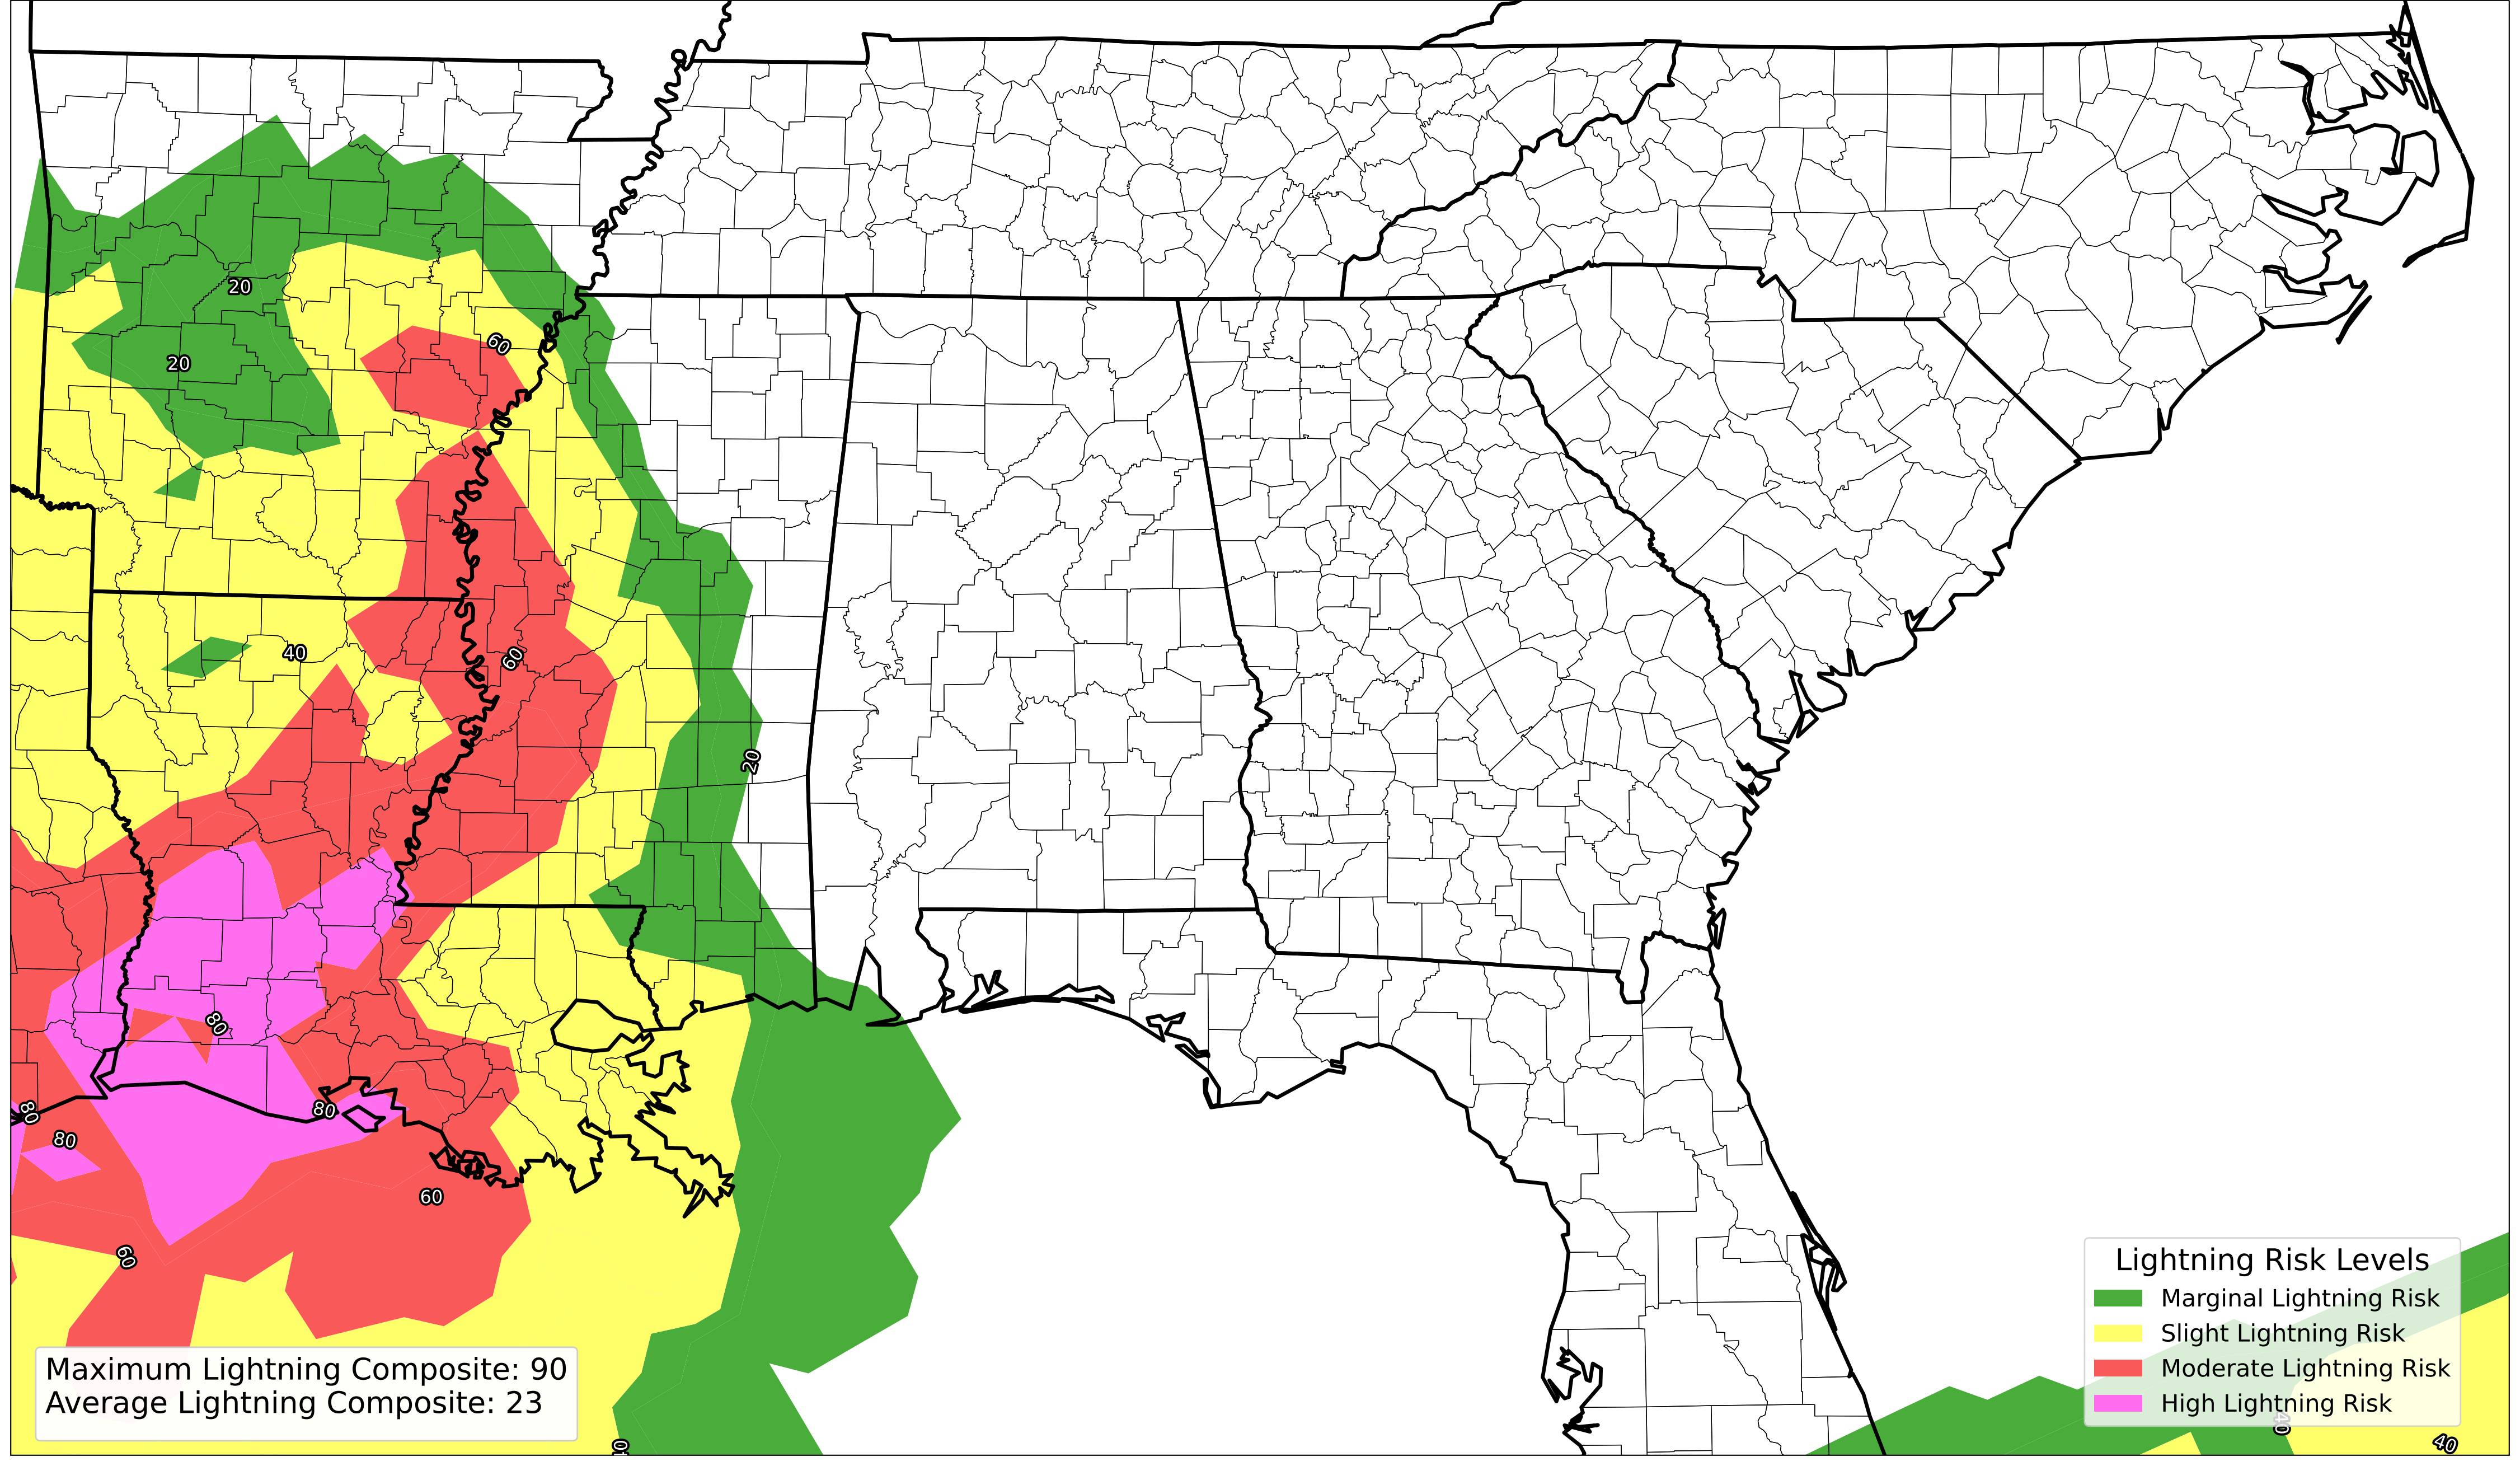 20
60
20
40
60
20
80
80
80
80
60
60
Lightning Risk Levels
Marginal Lightning Risk
Slight Lightning Risk
Moderate Lightning Risk
High Lightning Risk
Maximum Lightning Composite: 90
Average Lightning Composite: 23
40
40